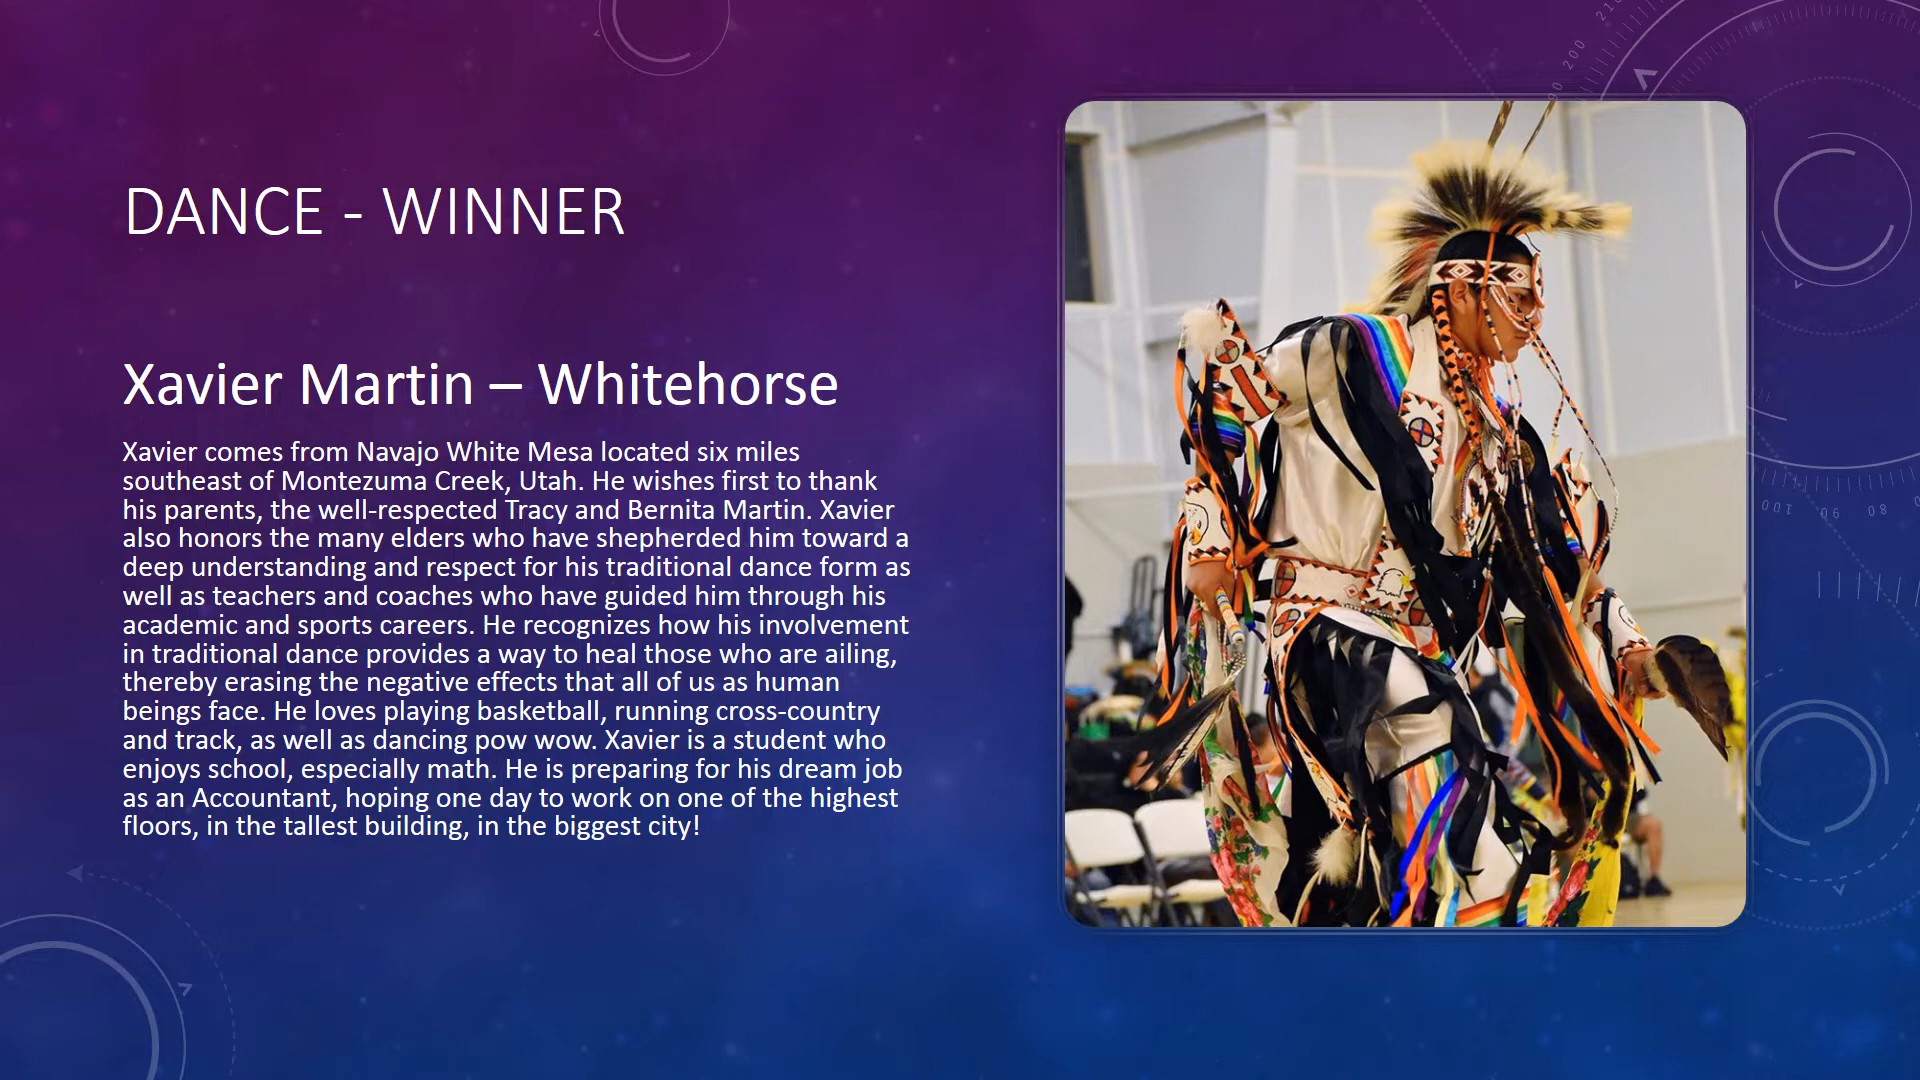 DANCE - WINNER
Xavier Martin – Whitehorse
Xavier comes from Navajo White Mesa located six miles
southeast of Montezuma Creek, Utah. He wishes first to thank
his parents, the well-respected Tracy and Bernita Martin. Xavier
also honors the many elders who have shepherded him toward a
deep understanding and respect for his traditional dance form as
well as teachers and coaches who have guided him through his
academic and sports careers. He recognizes how his involvement
in traditional dance provides a way to heal those who are ailing,
thereby erasing the negative effects that all of us as human
beings face. He loves playing basketball, running cross-country
and track, as well as dancing pow wow. Xavier is a student who
enjoys school, especially math. He is preparing for his dream job
as an Accountant, hoping one day to work on one of the highest
floors, in the tallest building, in the biggest city!
210
200
100 90 80